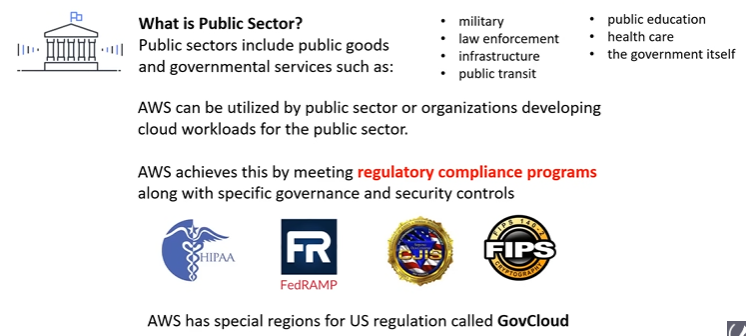 What is Public Sector?
Public sectors include public goods
and governmental services such as:
• military
• law enforcement
• infrastructure
• public transit
• public education
• health care
• the government itself
AWS can be utilized by public sector or organizations developing
cloud workloads for the public sector.
AWS achieves this by meeting regulatory compliance programs
along with specific governance and security controls
HIPAA
FR
FedRAMP
CJIS
FIPS 140-2
FIPS
CRYPTOGRAPHY
AWS has special regions for US regulation called GovCloud